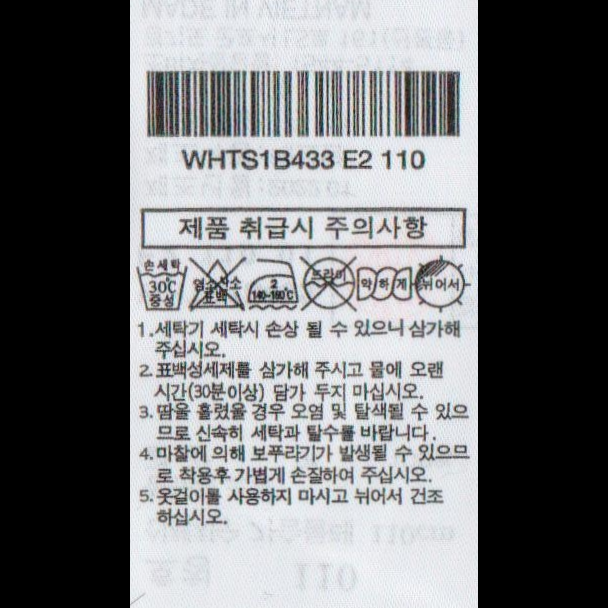 WHTS1B433 E2 110
제품 취급시 주의사항
손세탁
30℃
중성
염소산소
표백
2
140~160℃
드라이
약하게
뉘어서
1.세탁기 세탁시 손상 될 수 있으니 삼가해
주십시오.
2.표백성세제를 삼가해 주시고 물에 오랜
시간(30분이상) 담가 두지 마십시오.
3.땀을 흘렸을 경우 오염 및 탈색될 수 있으
므로 신속히 세탁과 탈수를 바랍니다.
4.마찰에 의해 보푸라기가 발생될 수 있으므
로 착용후 가볍게 손질하여 주십시오.
5.옷걸이를 사용하지 마시고 뉘어서 건조
하십시오.